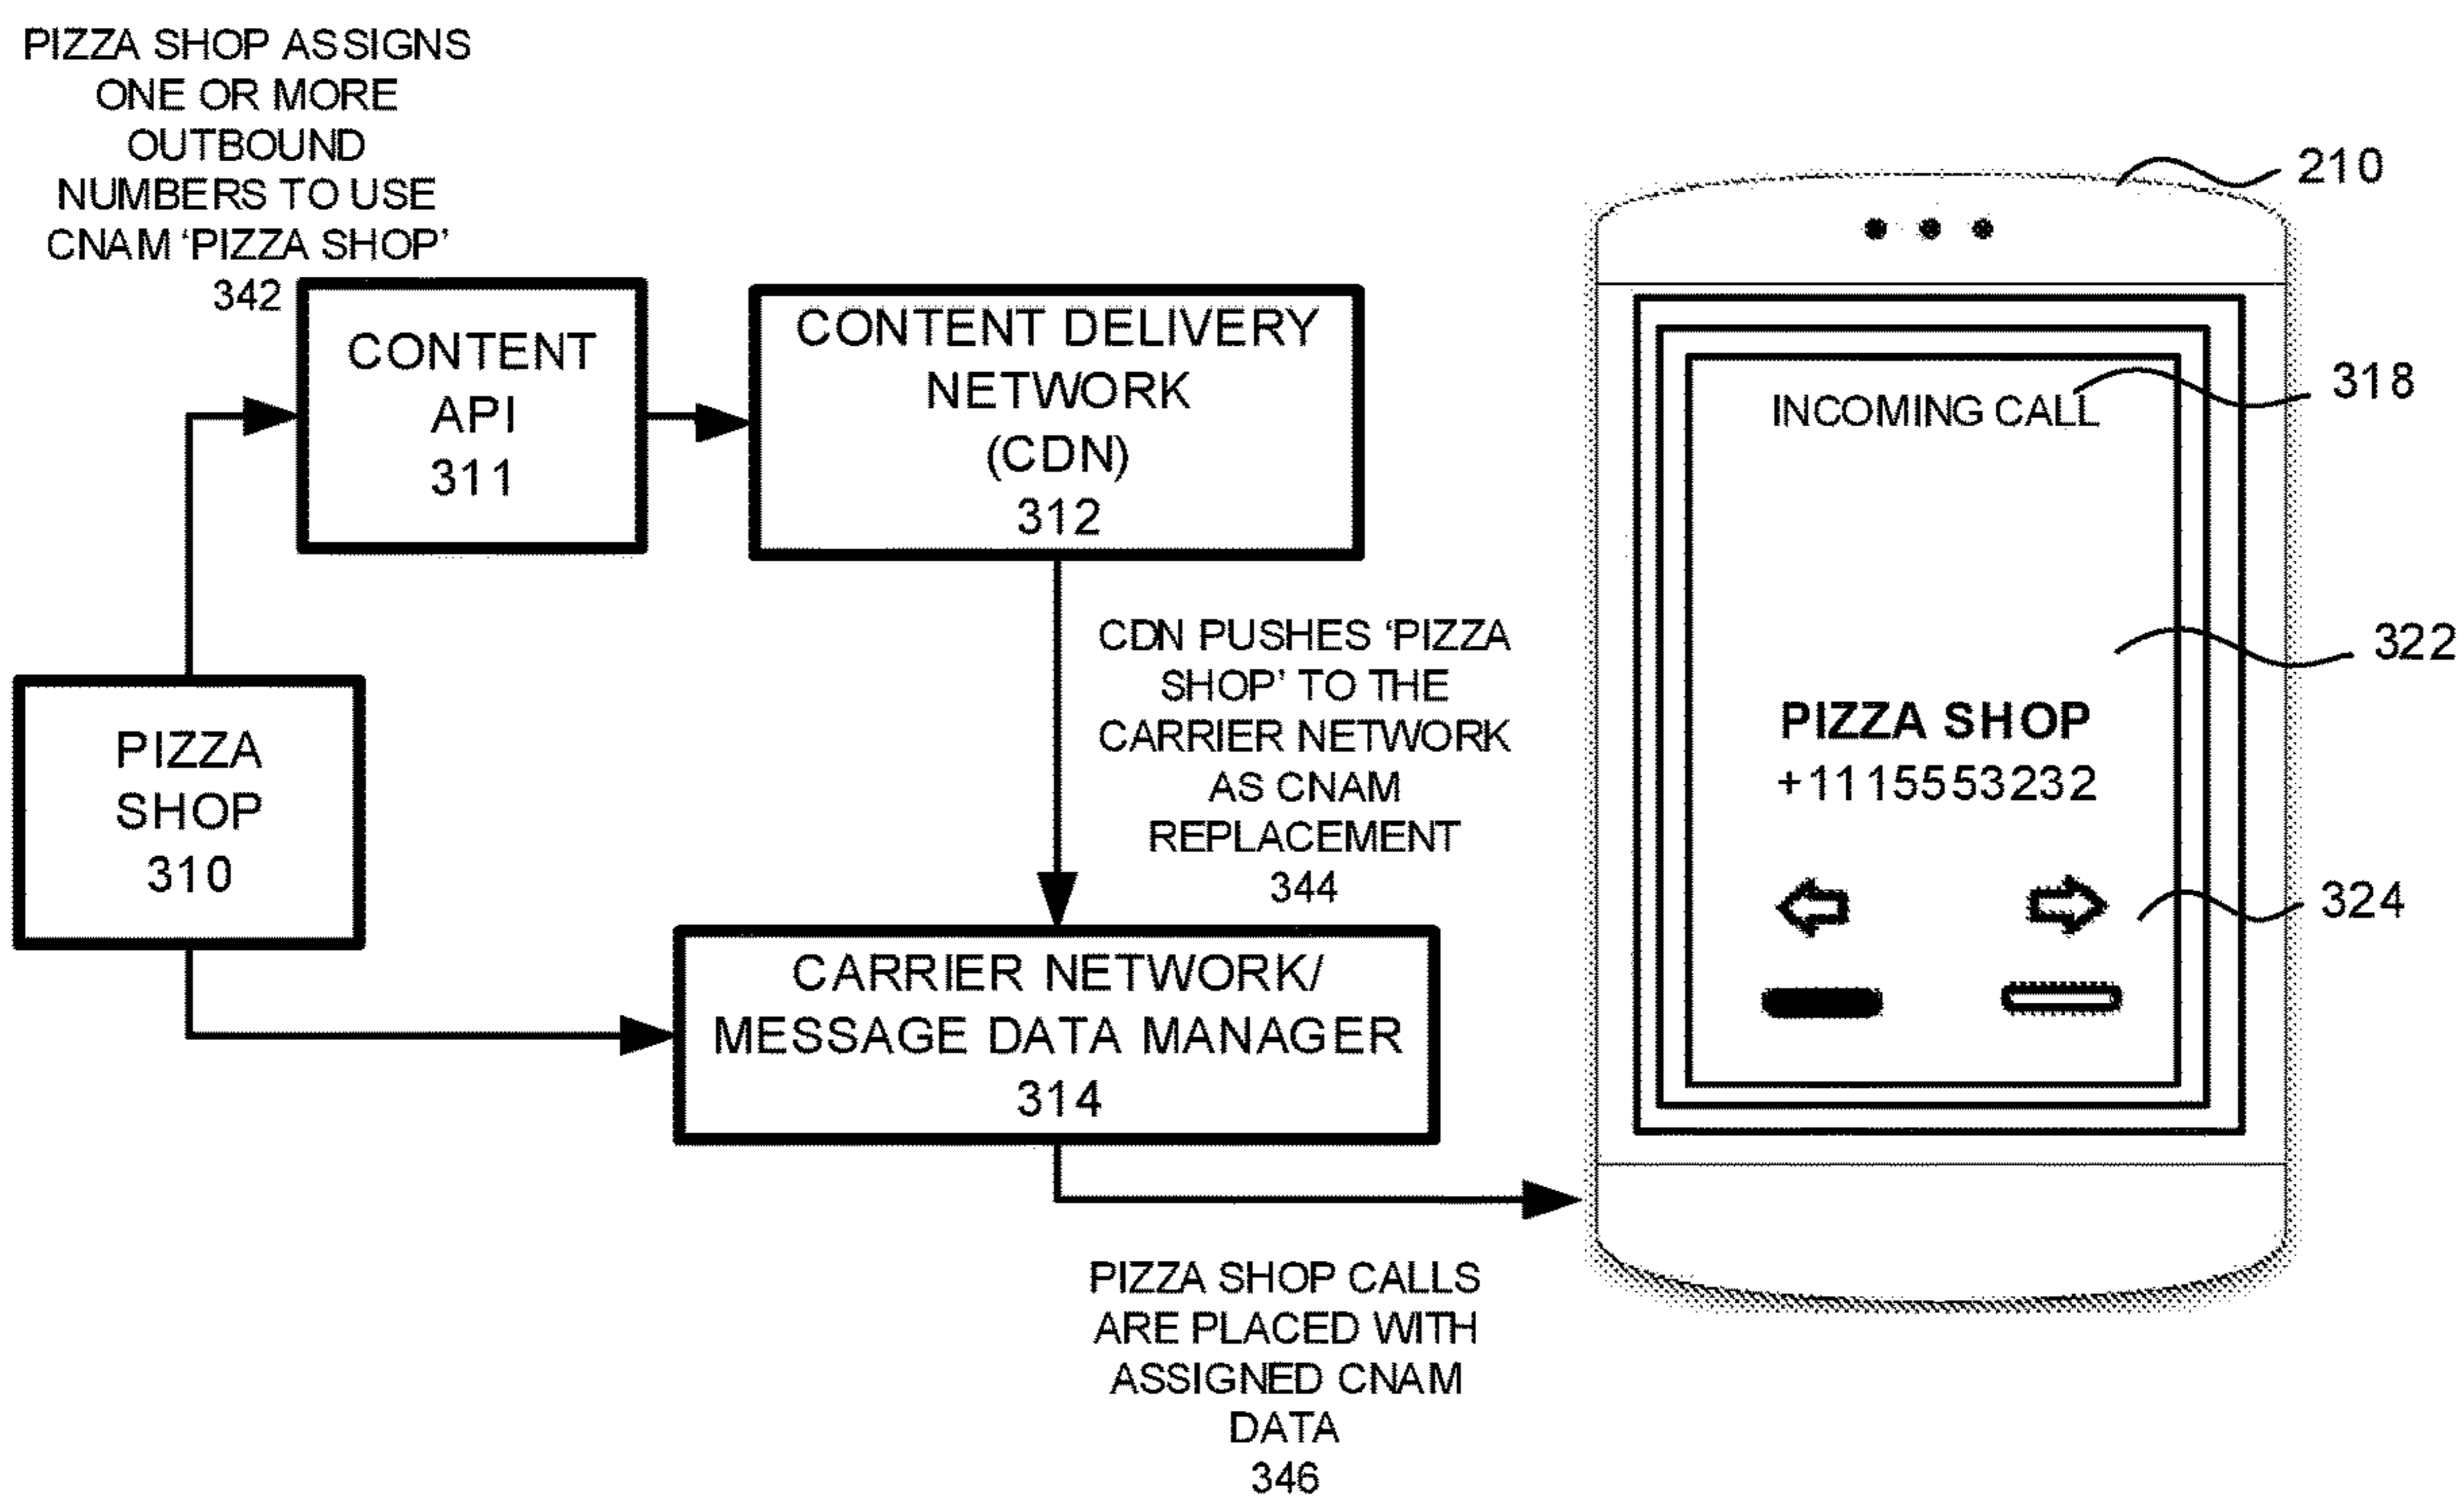 PIZZA SHOP ASSIGNS
ONE OR MORE
OUTBOUND
NUMBERS TO USE
CNAM ‘PIZZA SHOP’
342
CONTENT
API
311
CONTENT DELIVERY
NETWORK
(CDN)
312
PIZZA
SHOP
310
CDN PUSHES ‘PIZZA
SHOP’ TO THE
CARRIER NETWORK
AS CNAM
REPLACEMENT
344
CARRIER NETWORK/
MESSAGE DATA MANAGER
314
PIZZA SHOP CALLS
ARE PLACED WITH
ASSIGNED CNAM
DATA
346
210
INCOMING CALL
318
322
PIZZA SHOP
+1115553232
324